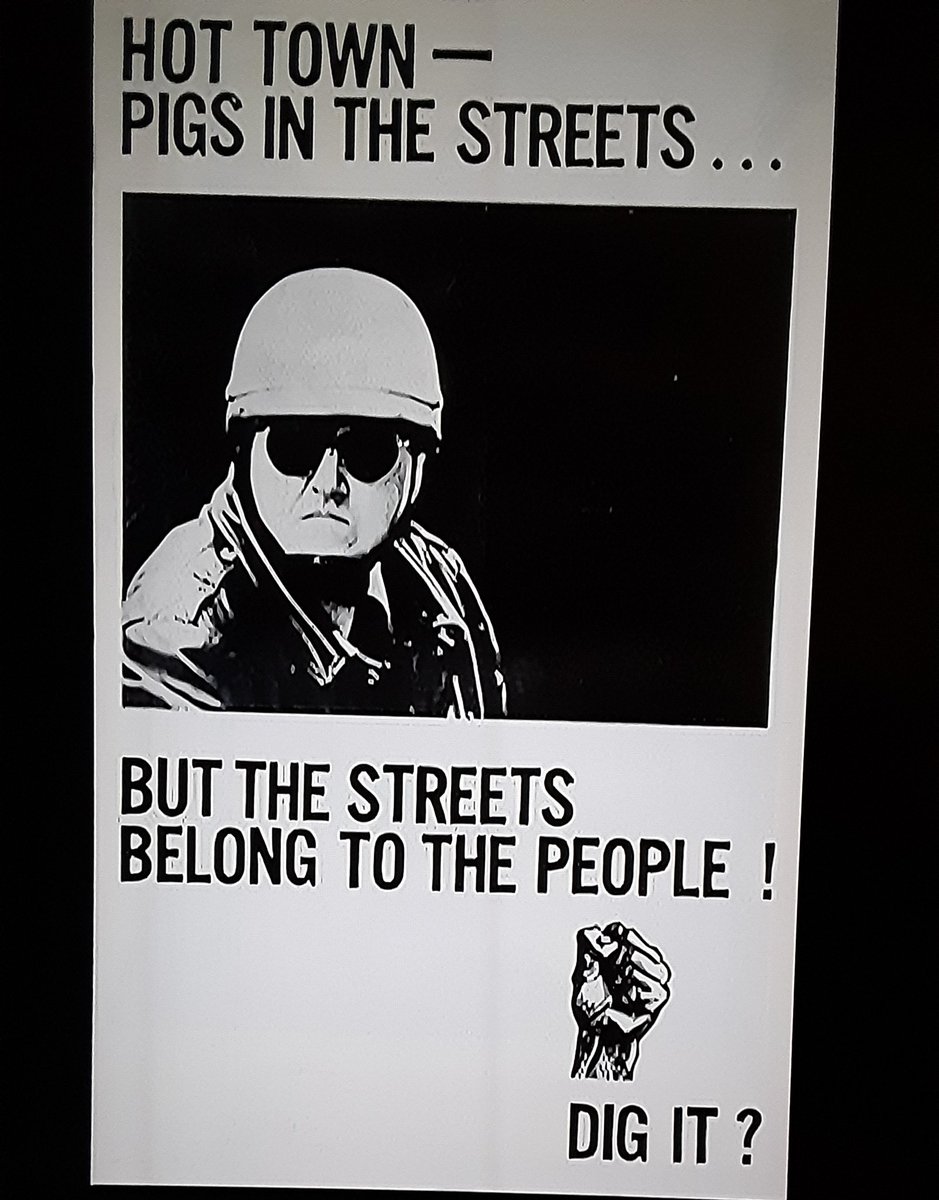 HOT TOWN —
PIGS IN THE STREETS...
BUT THE STREETS
BELONG TO THE PEOPLE !
DIG IT ?